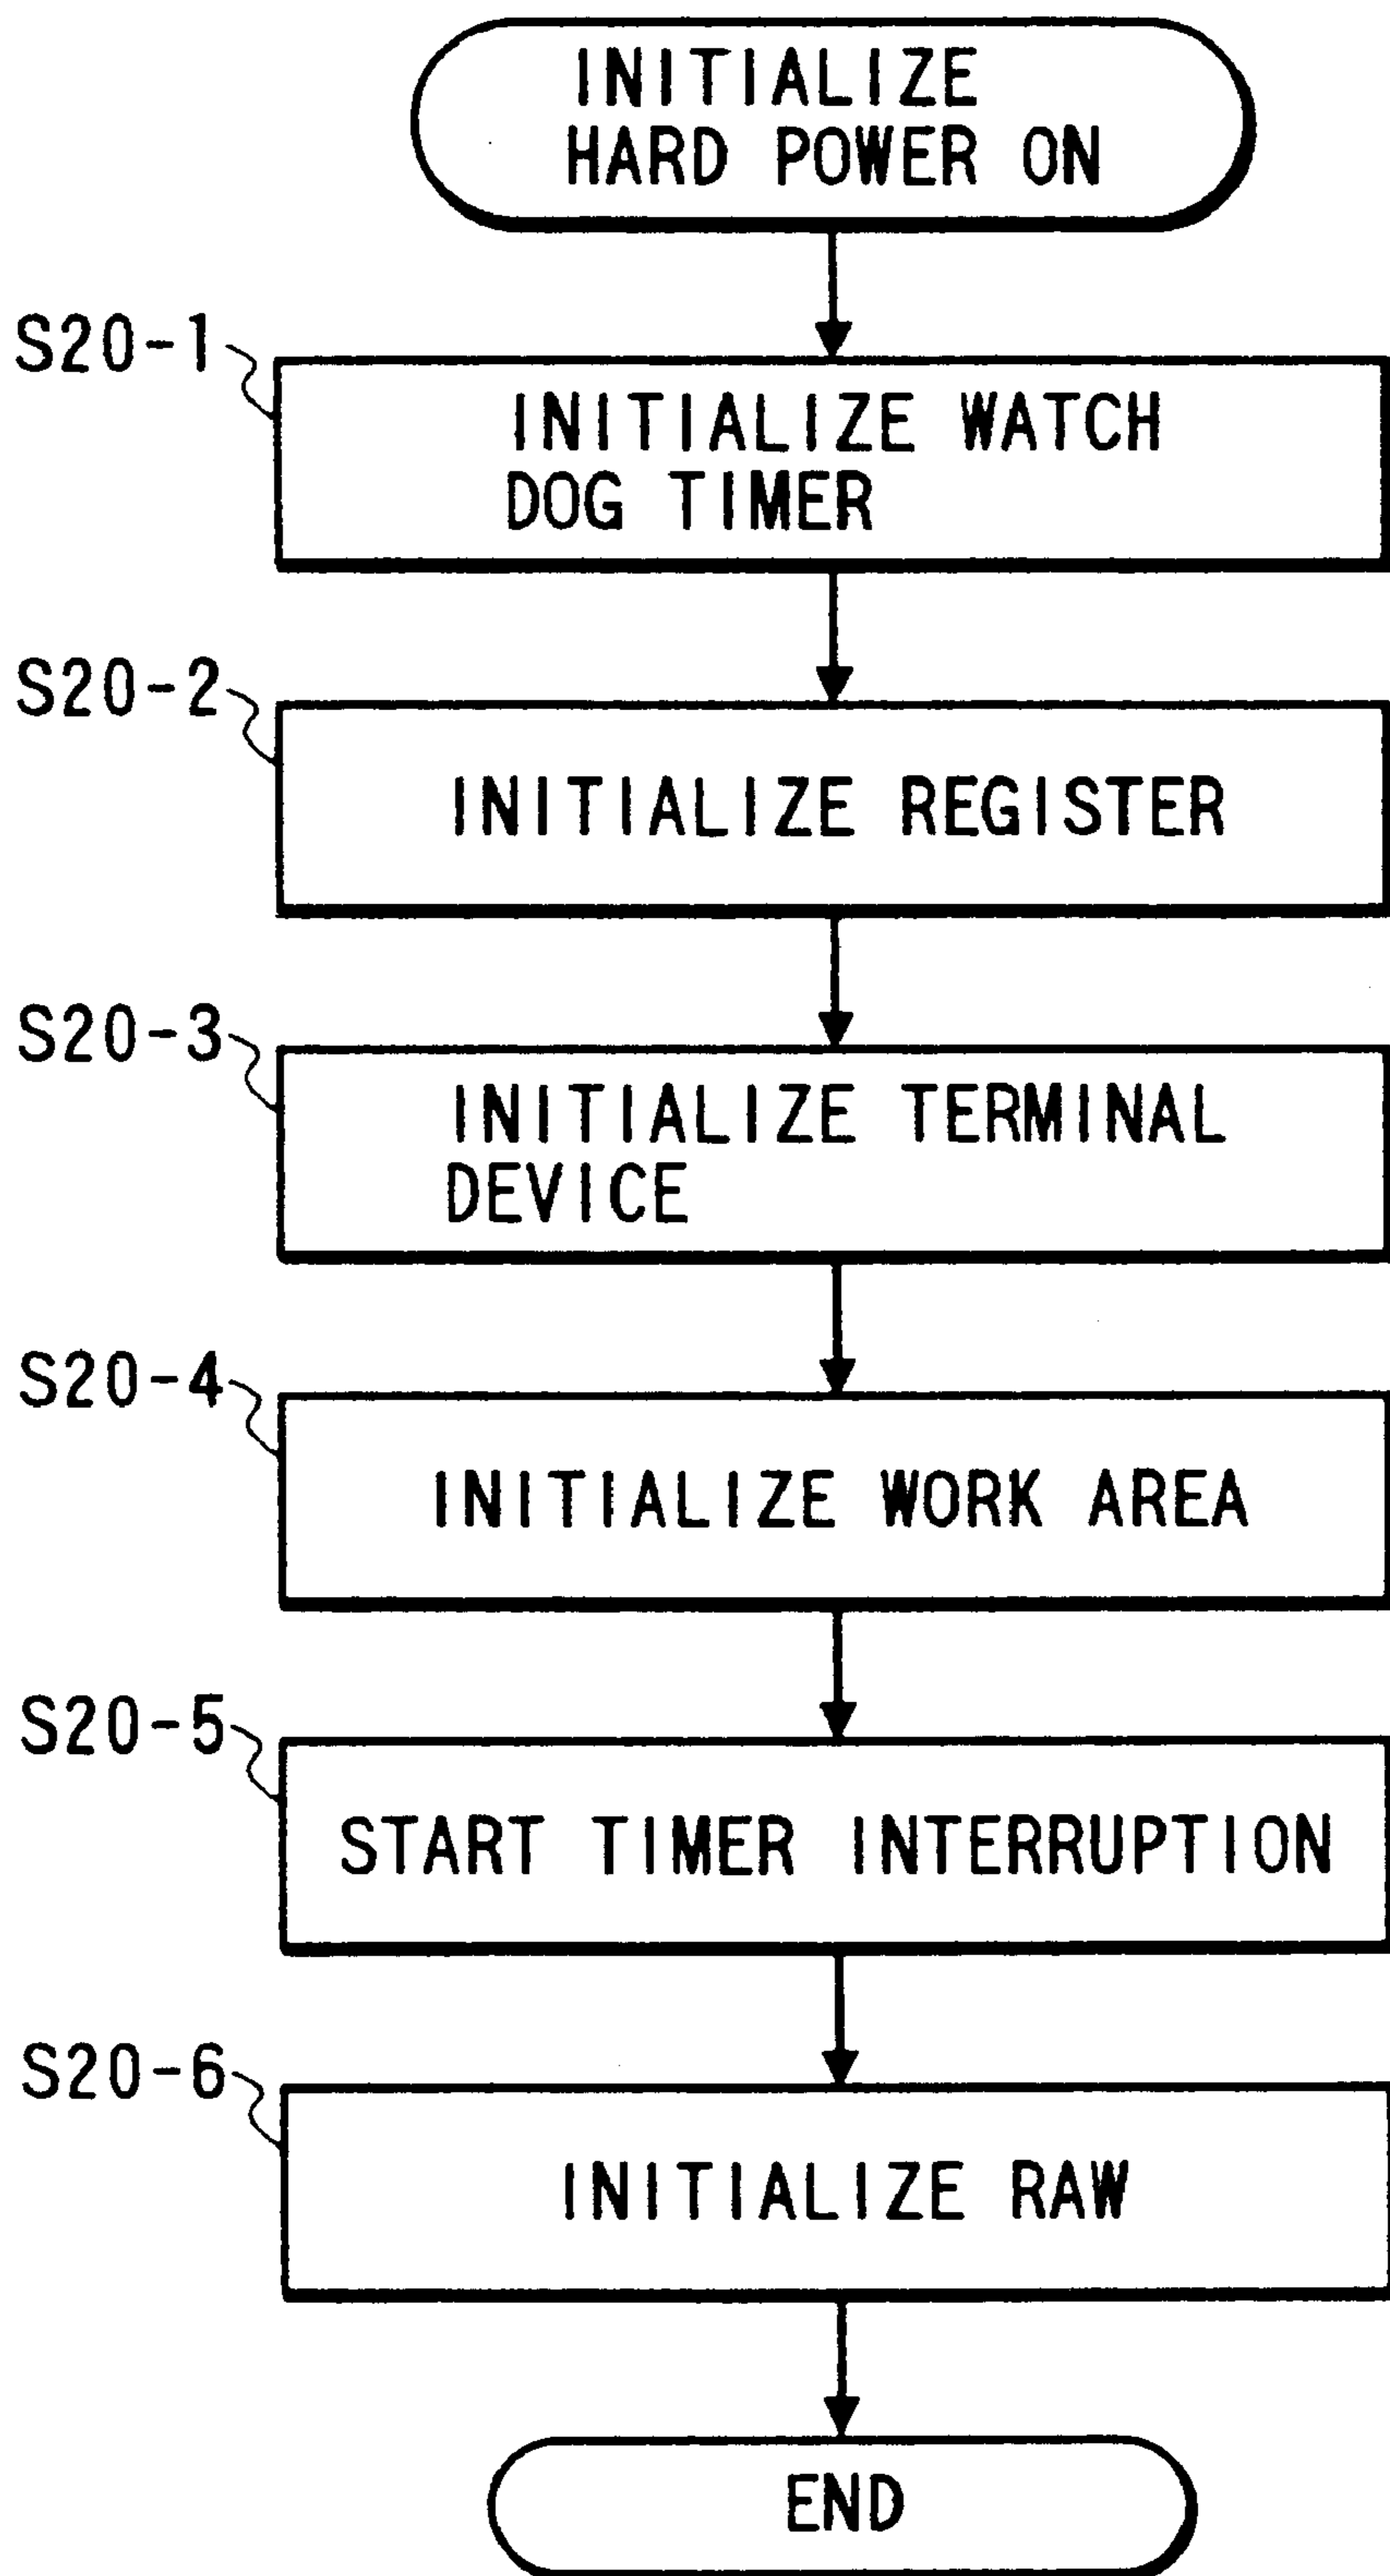 INITIALIZE
HARD POWER ON
S20-1
INITIALIZE WATCH
DOG TIMER
S20-2
INITIALIZE REGISTER
S20-3
INITIALIZE TERMINAL
DEVICE
S20-4
INITIALIZE WORK AREA
S20-5
START TIMER INTERRUPTION
S20-6
INITIALIZE RAW
END